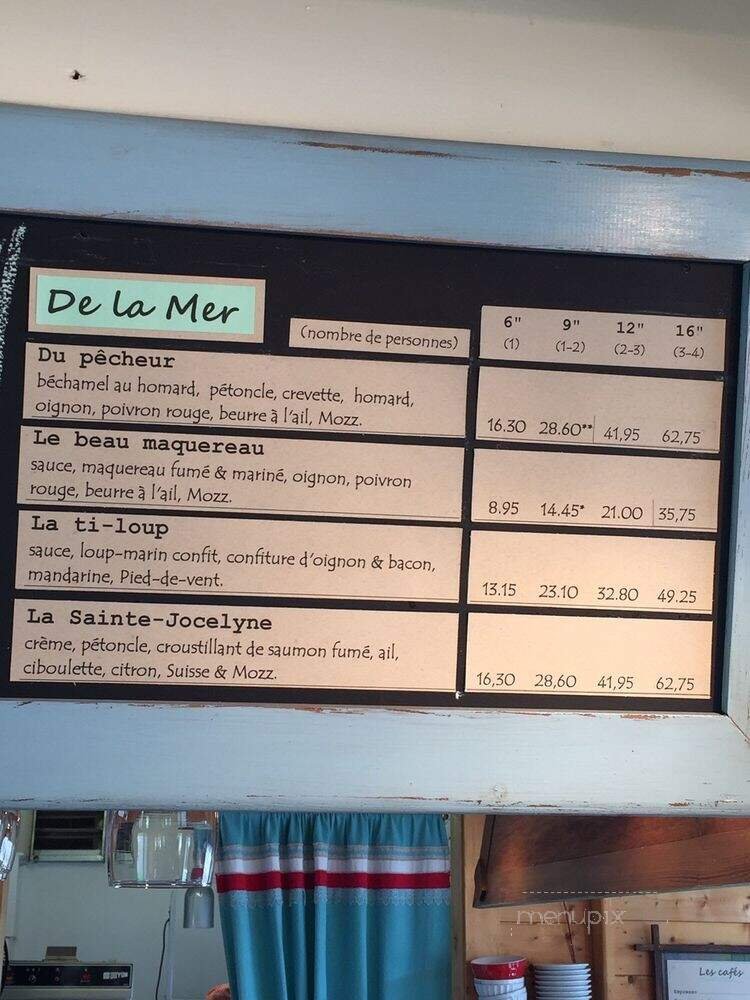 De la Mer
(nombre de personnes)
6" 9" 12" 16"
(1) (1-2) (2-3) (3-4)
Du pêcheur
béchamel au homard, pétoncle, crevette, homard,
oignon, poivron rouge, beurre à l'ail, Mozz.
16.30 28.60** 41,95 62,75
Le beau maquereau
sauce, maquereau fumé & mariné, oignon, poivron
rouge, beurre à l'ail, Mozz.
8.95 14.45* 21.00 35,75
La ti-loup
sauce, loup-marin confit, confiture d'oignon & bacon,
mandarine, Pied-de-vent.
13.15 23.10 32.80 49.25
La Sainte-Jocelyne
crème, pétoncle, croustillant de saumon fumé, ail,
ciboulette, citron, Suisse & Mozz.
16,30 28,60 41,95 62,75
menupix
Les cafés